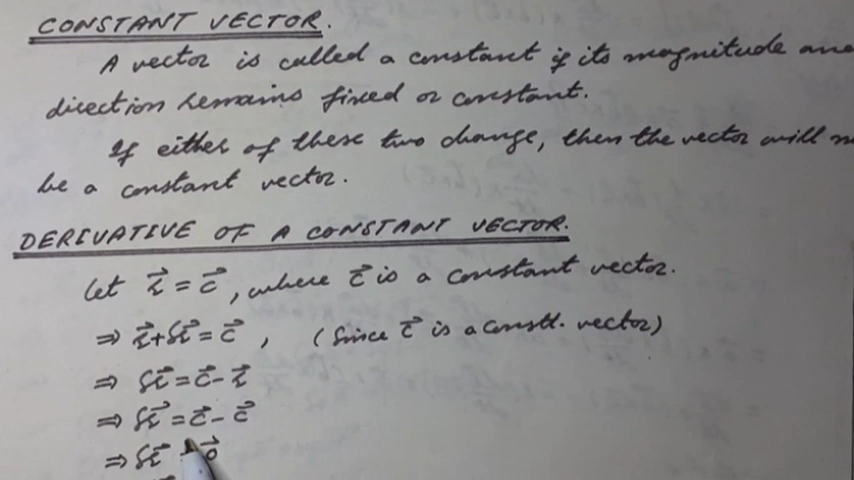 CONSTANT VECTOR.
A vector is called a constant if its magnitude and
direction remains fixed or constant.
If either of these two change, then the vector will
be a constant vector.
DERIVATIVE OF A CONSTANT VECTOR.
Let r⃗ = c⃗, where c⃗ is a constant vector.
⇒ r⃗+δr⃗ = c⃗, (Since c⃗ is a constt. vector)
⇒ δr⃗ = c⃗ - r⃗
⇒ δr⃗ = c⃗ - c⃗
⇒ δr⃗ = 0⃗